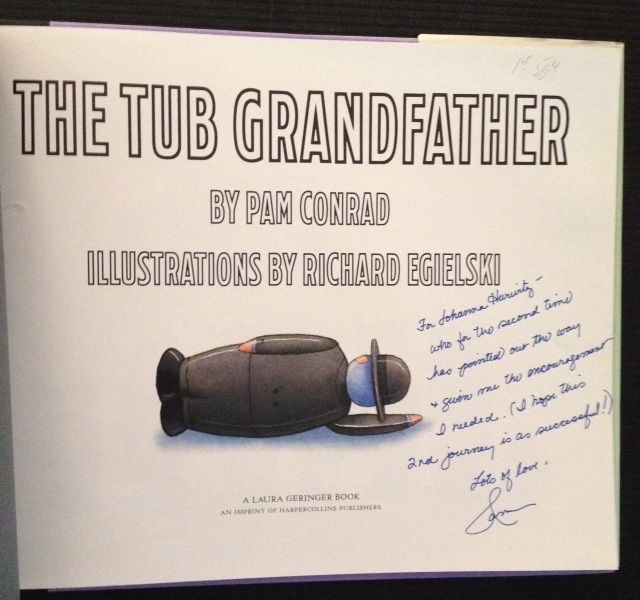 THE TUB GRANDFATHER
BY PAM CONRAD
ILLUSTRATIONS BY RICHARD EGIELSKI
For Johanna Hurwitz –
who for the second time
has pointed out the way
+ given me the encouragement
I needed. (I hope this
2nd journey is as successful!)
Lots of love.
Pam
A LAURA GERINGER BOOK
AN IMPRINT OF HARPERCOLLINS PUBLISHERS